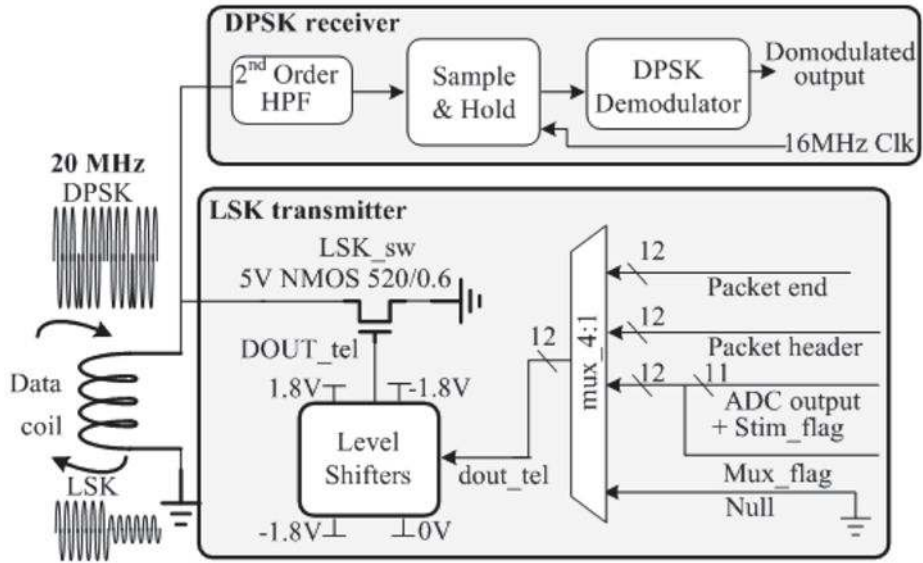 DPSK receiver
2nd Order
HPF
Sample
& Hold
DPSK
Demodulator
Domodulated
output
16MHz Clk
20 MHz
DPSK
LSK transmitter
LSK_sw
5V NMOS 520/0.6
DOUT_tel
1.8V
-1.8V
Level
Shifters
-1.8V
0V
dout_tel
12
mux_4:1
12
Packet end
12
Packet header
12
11
ADC output
+ Stim_flag
Mux_flag
Null
Data
coil
LSK